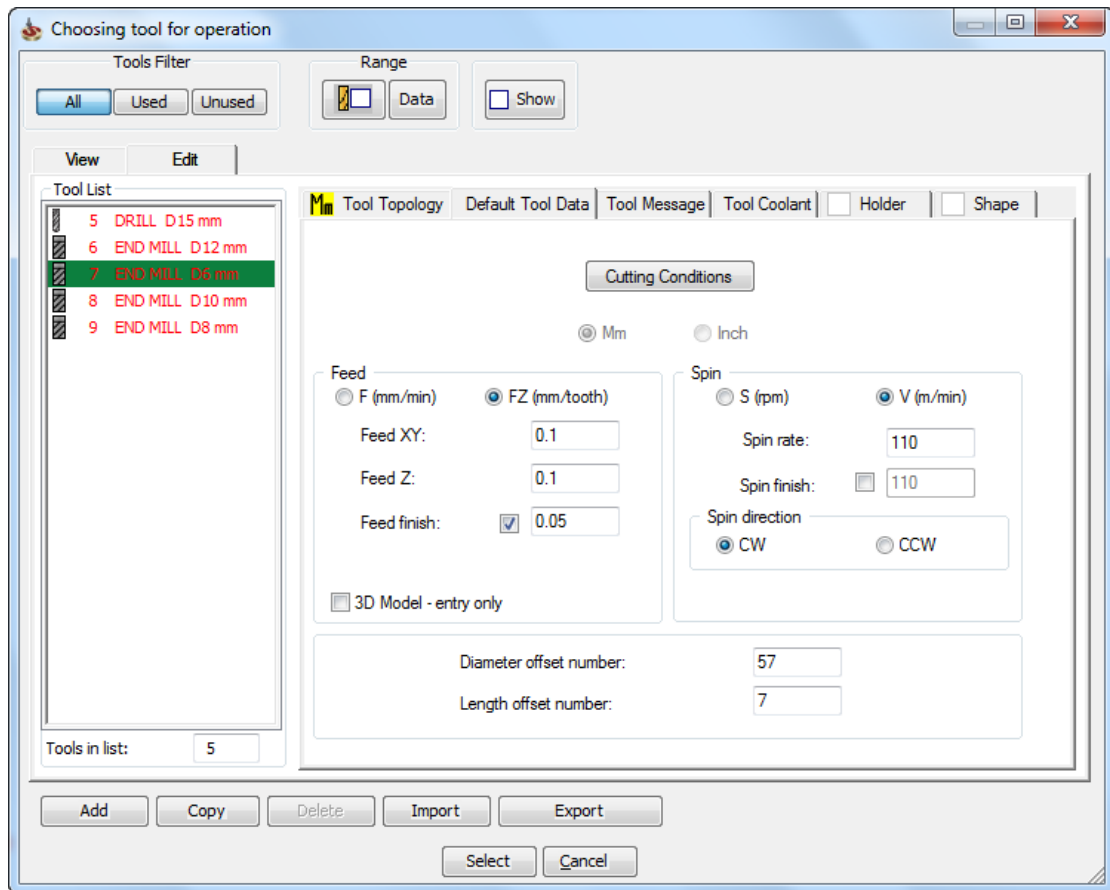 Choosing tool for operation
Tools Filter Range
All Used Unused Data Show
View Edit
Tool List
5 DRILL D15 mm
6 END MILL D12 mm
7 END MILL D6 mm
8 END MILL D10 mm
9 END MILL D8 mm
Tools in list: 5
Mm Tool Topology Default Tool Data Tool Message Tool Coolant Holder Shape
Cutting Conditions
Mm Inch
Feed
F (mm/min) FZ (mm/tooth)
Feed XY: 0.1
Feed Z: 0.1
Feed finish: 0.05
3D Model - entry only
Spin
S (rpm) V (m/min)
Spin rate: 110
Spin finish: 110
Spin direction
CW CCW
Diameter offset number: 57
Length offset number: 7
Add Copy Delete Import Export
Select Cancel